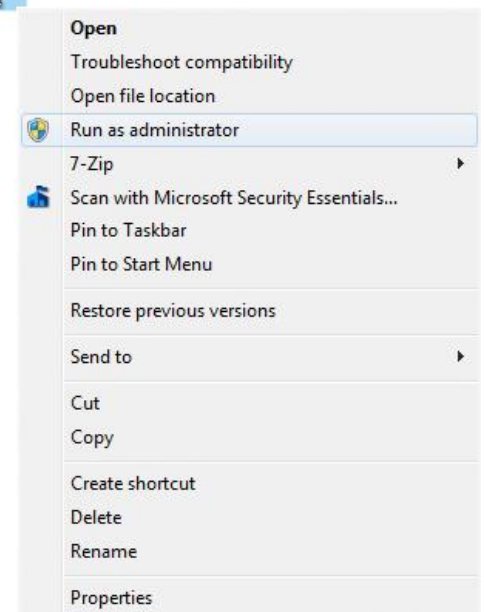 Open
Troubleshoot compatibility
Open file location
Run as administrator
7-Zip
Scan with Microsoft Security Essentials...
Pin to Taskbar
Pin to Start Menu
Restore previous versions
Send to
Cut
Copy
Create shortcut
Delete
Rename
Properties